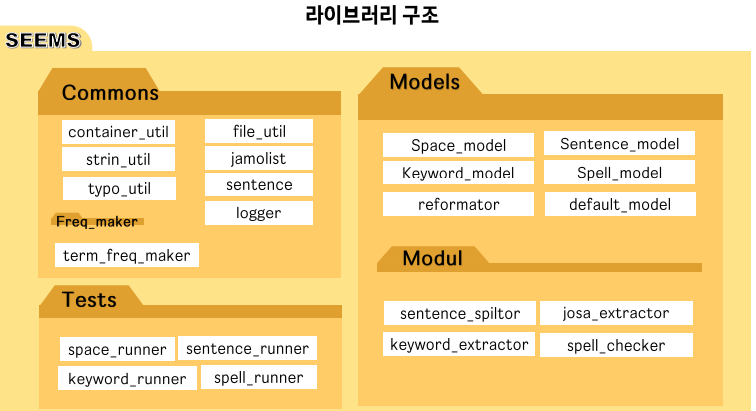 라이브러리 구조
SEEMS
Commons
container_util
file_util
strin_util
jamolist
typo_util
sentence
logger
Freq_maker
term_freq_maker
Tests
space_runner
sentence_runner
keyword_runner
spell_runner
Models
Space_model
Sentence_model
Keyword_model
Spell_model
reformator
default_model
Modul
sentence_spiltor
josa_extractor
keyword_extractor
spell_checker